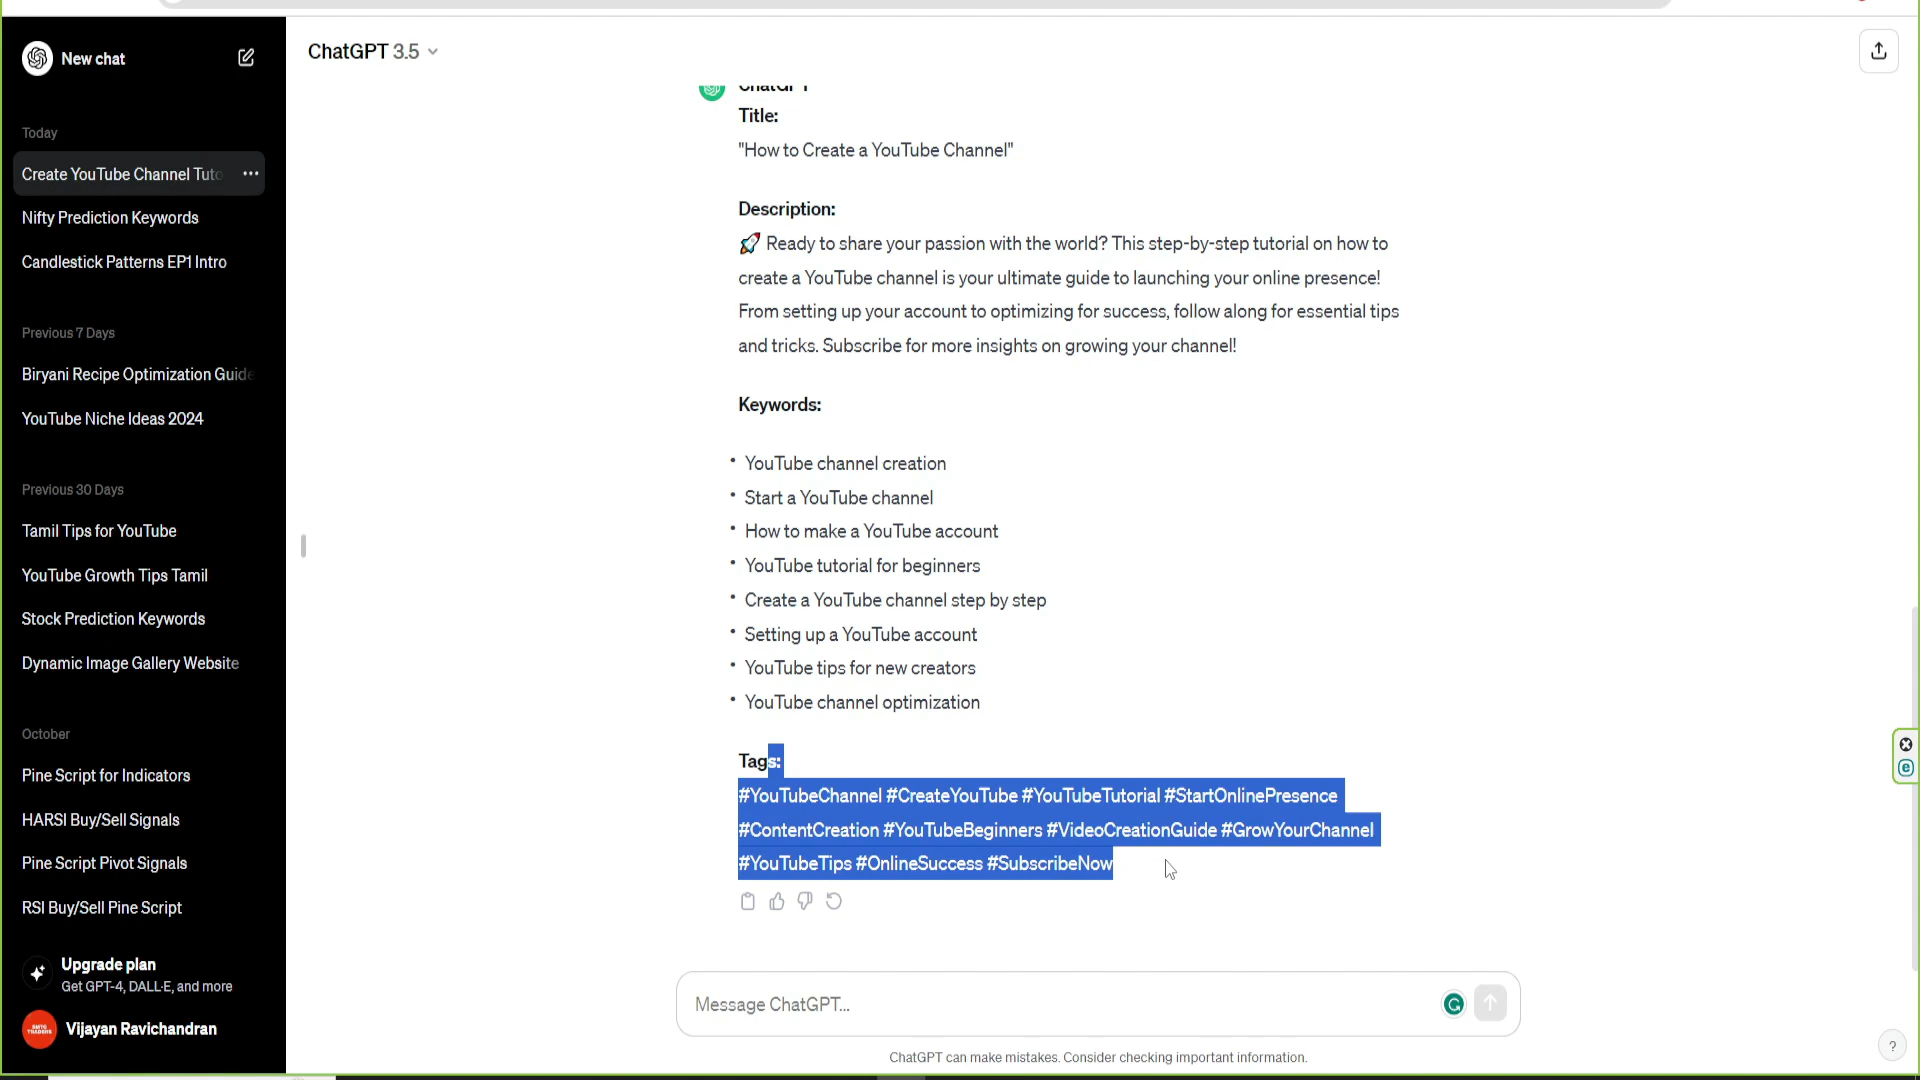 New chat
Today
Create YouTube Channel Tuto
Nifty Prediction Keywords
Candlestick Patterns EP1 Intro
Previous 7 Days
Biryani Recipe Optimization Guide
YouTube Niche Ideas 2024
Previous 30 Days
Tamil Tips for YouTube
YouTube Growth Tips Tamil
Stock Prediction Keywords
Dynamic Image Gallery Website
October
Pine Script for Indicators
HARSI Buy/Sell Signals
Pine Script Pivot Signals
RSI Buy/Sell Pine Script
Upgrade plan
Get GPT-4, DALL·E, and more
Vijayan Ravichandran
ChatGPT 3.5
ChatGPT
Title:
"How to Create a YouTube Channel"
Description:
🚀 Ready to share your passion with the world? This step-by-step tutorial on how to
create a YouTube channel is your ultimate guide to launching your online presence!
From setting up your account to optimizing for success, follow along for essential tips
and tricks. Subscribe for more insights on growing your channel!
Keywords:
• YouTube channel creation
• Start a YouTube channel
• How to make a YouTube account
• YouTube tutorial for beginners
• Create a YouTube channel step by step
• Setting up a YouTube account
• YouTube tips for new creators
• YouTube channel optimization
Tags:
#YouTubeChannel #CreateYouTube #YouTubeTutorial #StartOnlinePresence
#ContentCreation #YouTubeBeginners #VideoCreationGuide #GrowYourChannel
#YouTubeTips #OnlineSuccess #SubscribeNow
Message ChatGPT...
ChatGPT can make mistakes. Consider checking important information.
?